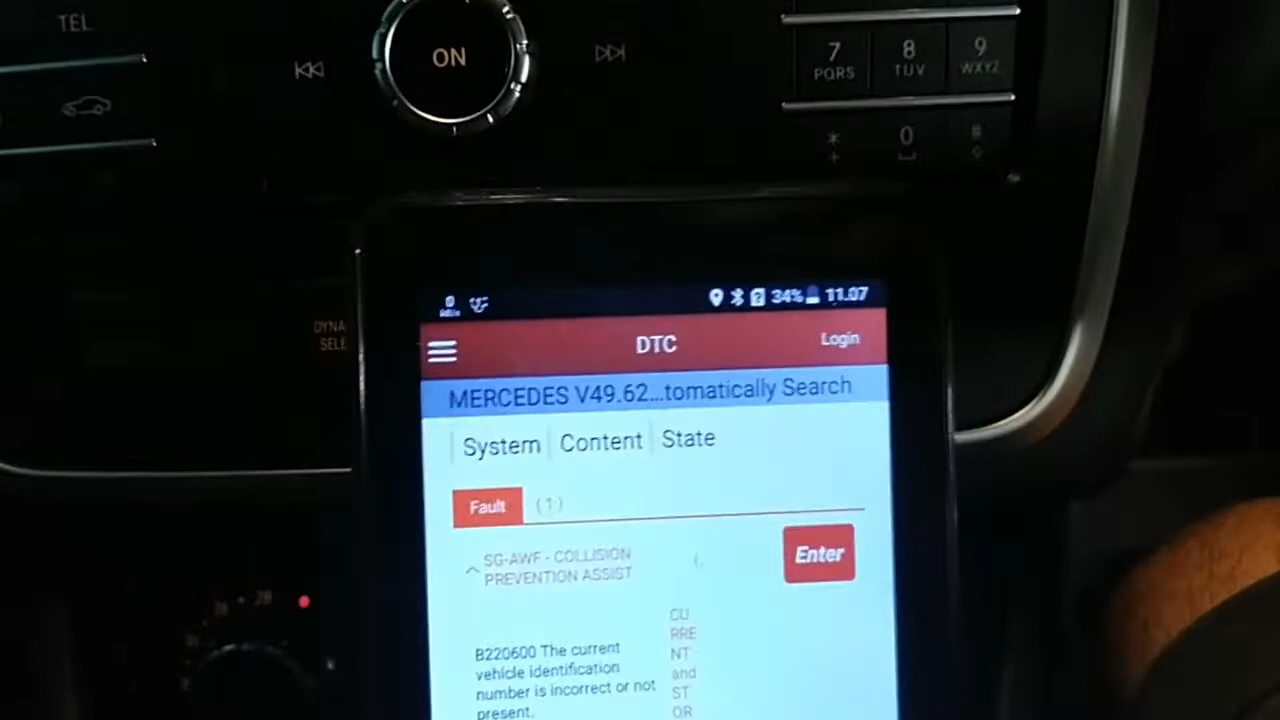 TEL
ON
7 8 9
PQRS TUV WXYZ
* 0 #
+
DYNA
SELE
34% 11.07
DTC Login
MERCEDES V49.62...tomatically Search
System Content State
Fault (1)
SG-AWF - COLLISION
PREVENTION ASSIST
Enter
B220600 The current
vehicle identification
number is incorrect or not
present.
CU
RRE
NT
and
ST
OR
20